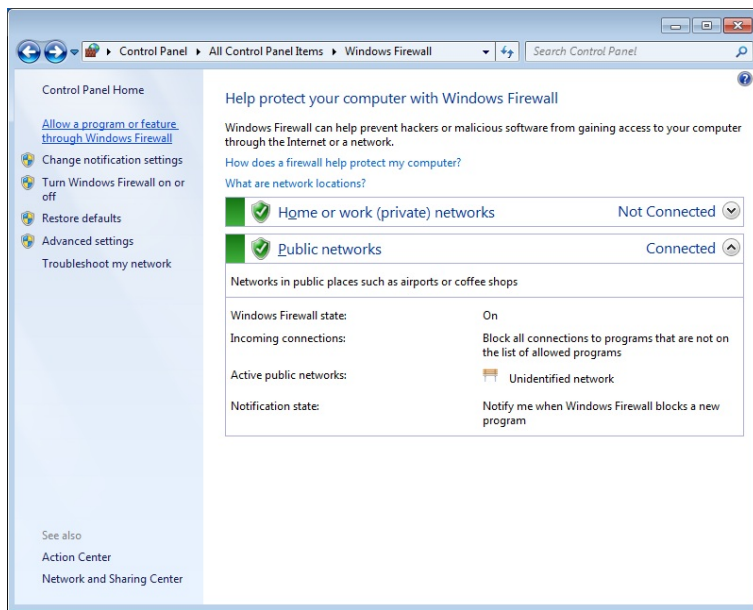 Control Panel ▸ All Control Panel Items ▸ Windows Firewall
Search Control Panel
Control Panel Home
Allow a program or feature
through Windows Firewall
Change notification settings
Turn Windows Firewall on or
off
Restore defaults
Advanced settings
Troubleshoot my network
See also
Action Center
Network and Sharing Center
Help protect your computer with Windows Firewall
Windows Firewall can help prevent hackers or malicious software from gaining access to your computer
through the Internet or a network.
How does a firewall help protect my computer?
What are network locations?
Home or work (private) networks Not Connected
Public networks Connected
Networks in public places such as airports or coffee shops
Windows Firewall state: On
Incoming connections: Block all connections to programs that are not on
the list of allowed programs
Active public networks: Unidentified network
Notification state: Notify me when Windows Firewall blocks a new
program